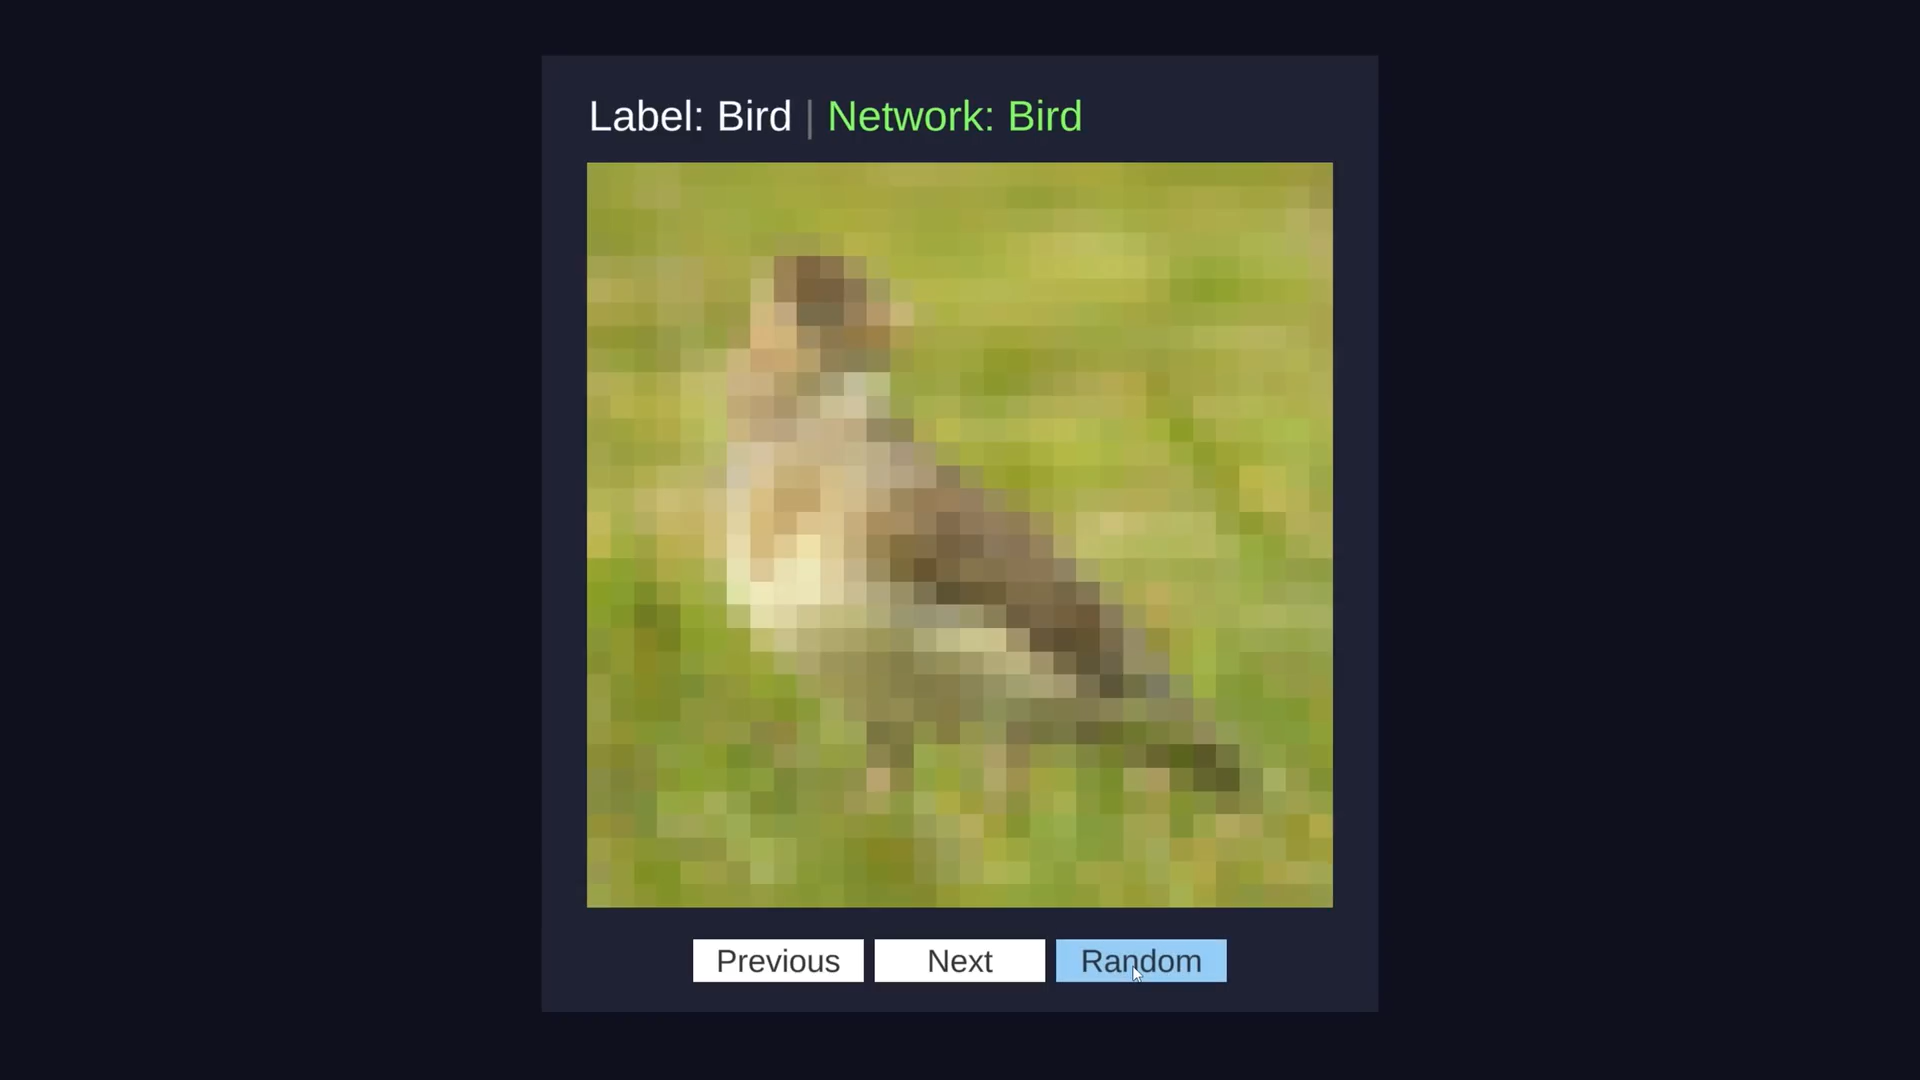 Label: Bird | Network: Bird
Previous
Next
Random